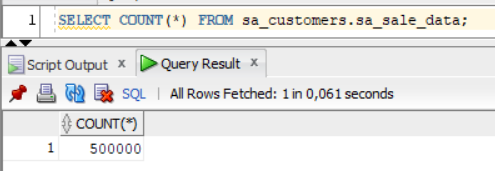 1 SELECT COUNT(*) FROM sa_customers.sa_sale_data;
Script Output x Query Result x
SQL | All Rows Fetched: 1 in 0,061 seconds
COUNT(*)
1 500000